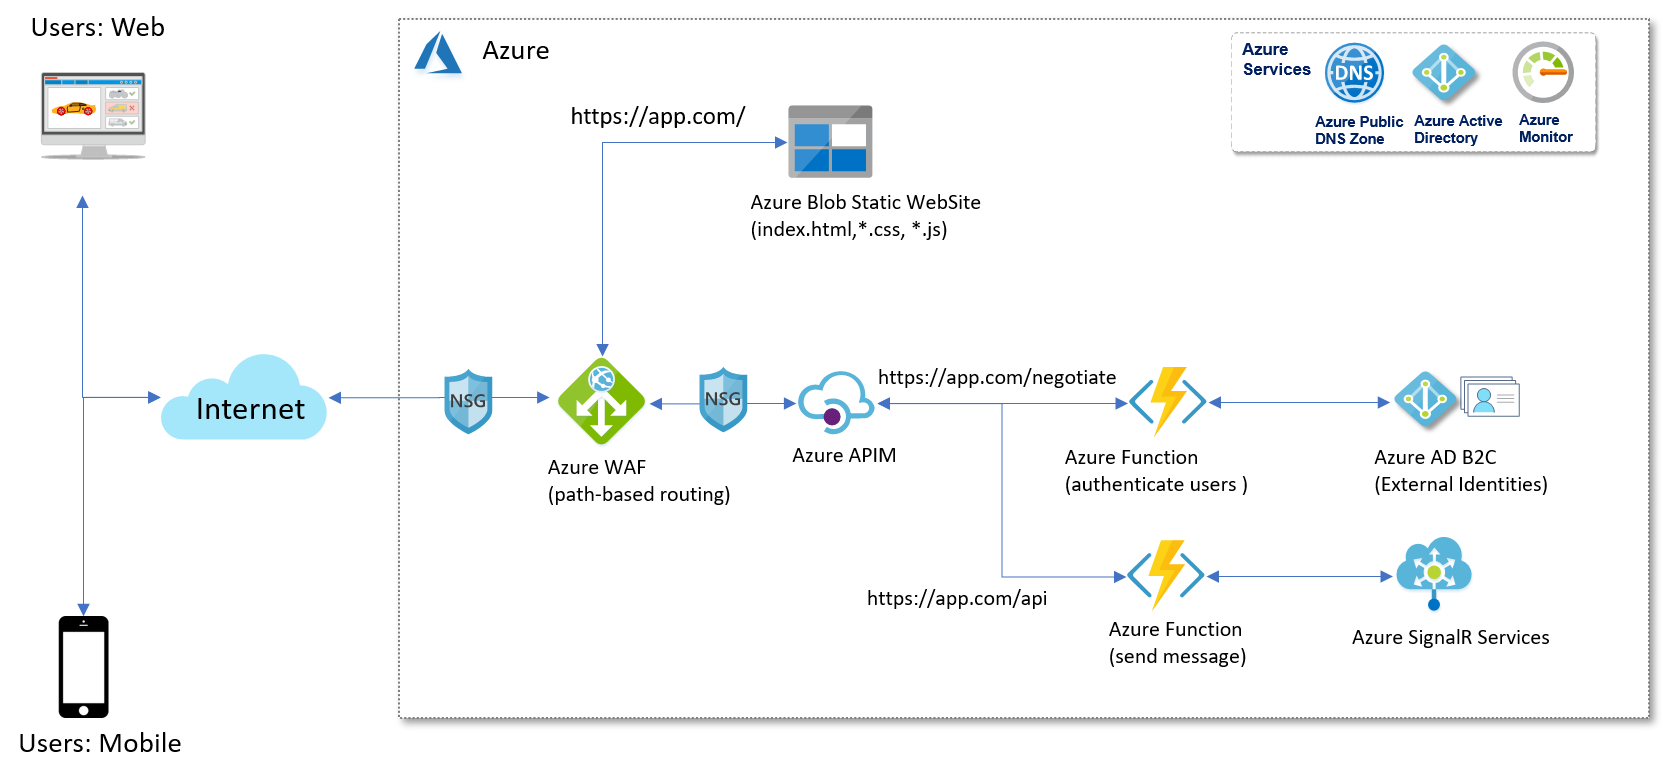 Users: Web
Azure
Azure
Services
DNS
Azure Public
DNS Zone
Azure Active
Directory
Azure
Monitor
https://app.com/
Azure Blob Static WebSite
(index.html,*.css, *.js)
Internet
NSG
Azure WAF
(path-based routing)
NSG
Azure APIM
https://app.com/negotiate
Azure Function
(authenticate users )
Azure AD B2C
(External Identities)
https://app.com/api
Azure Function
(send message)
Azure SignalR Services
Users: Mobile